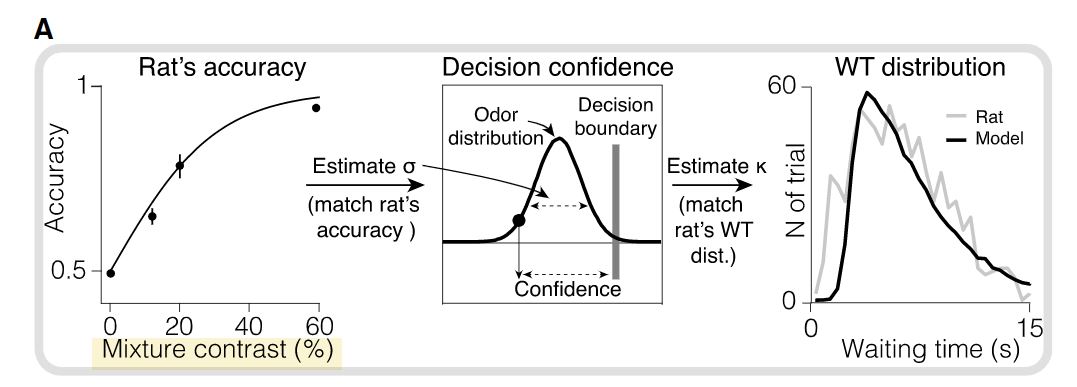 A
Rat's accuracy
1
0.5
Accuracy
0 20 40 60
Mixture contrast (%)
Estimate σ
(match rat's
accuracy )
Decision confidence
Odor
distribution
Decision
boundary
Confidence
Estimate κ
(match
rat's WT
dist.)
WT distribution
60
0
N of trial
Rat
Model
0 15
Waiting time (s)